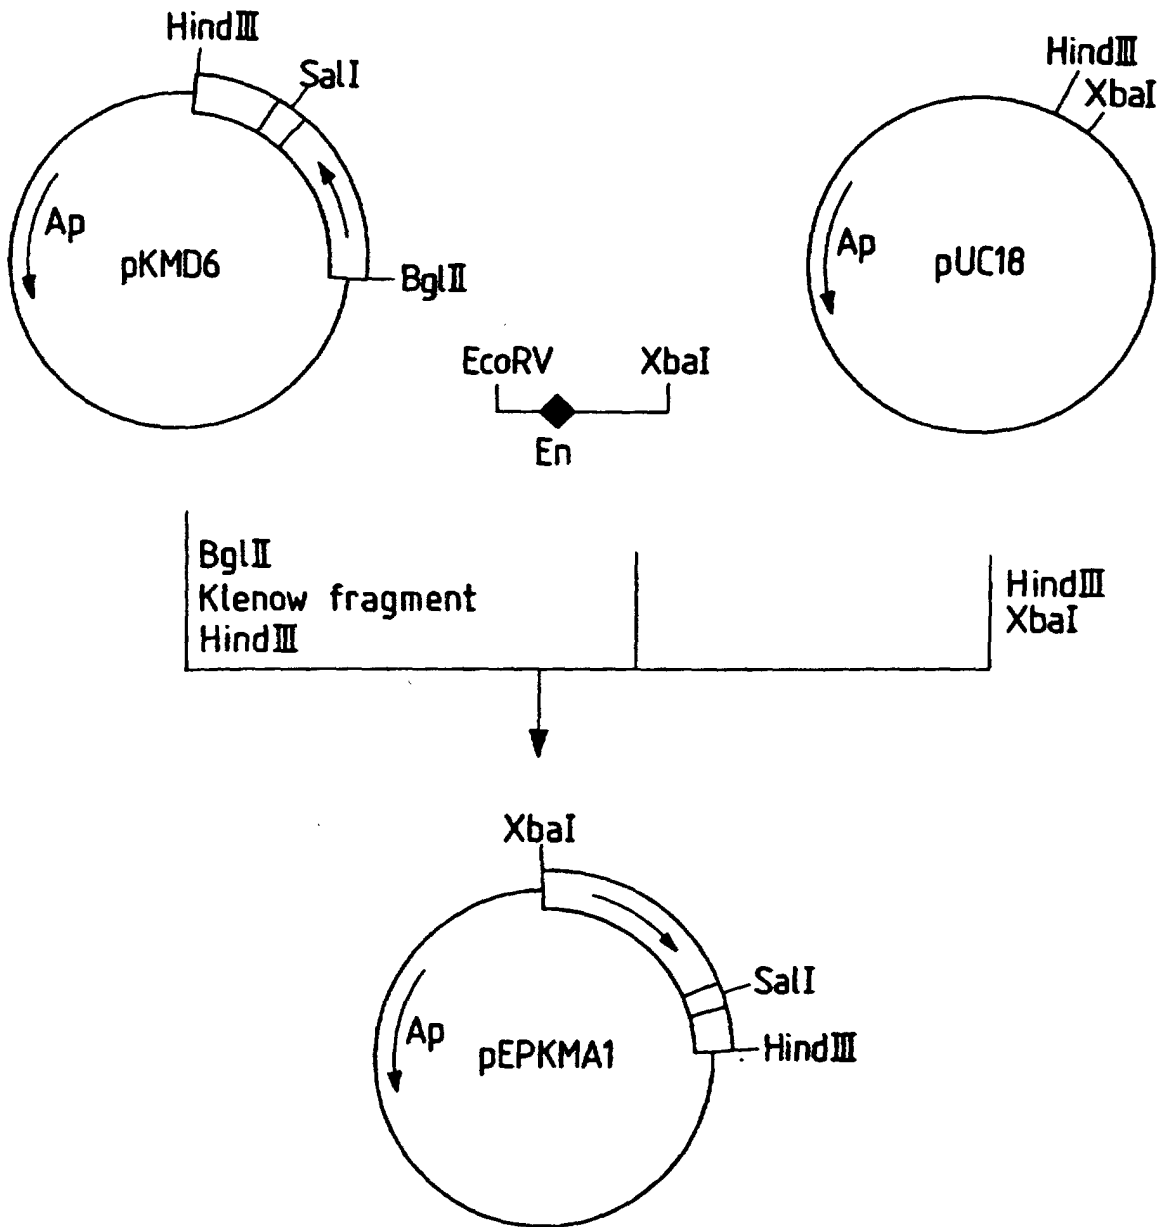 HindⅢ
SalI
Ap
pKMD6
BglⅡ
HindⅢ
XbaI
Ap
pUC18
EcoRV
XbaI
En
BglⅡ
Klenow fragment
HindⅢ
HindⅢ
XbaI
XbaI
SalI
Ap
pEPKMA1
HindⅢ